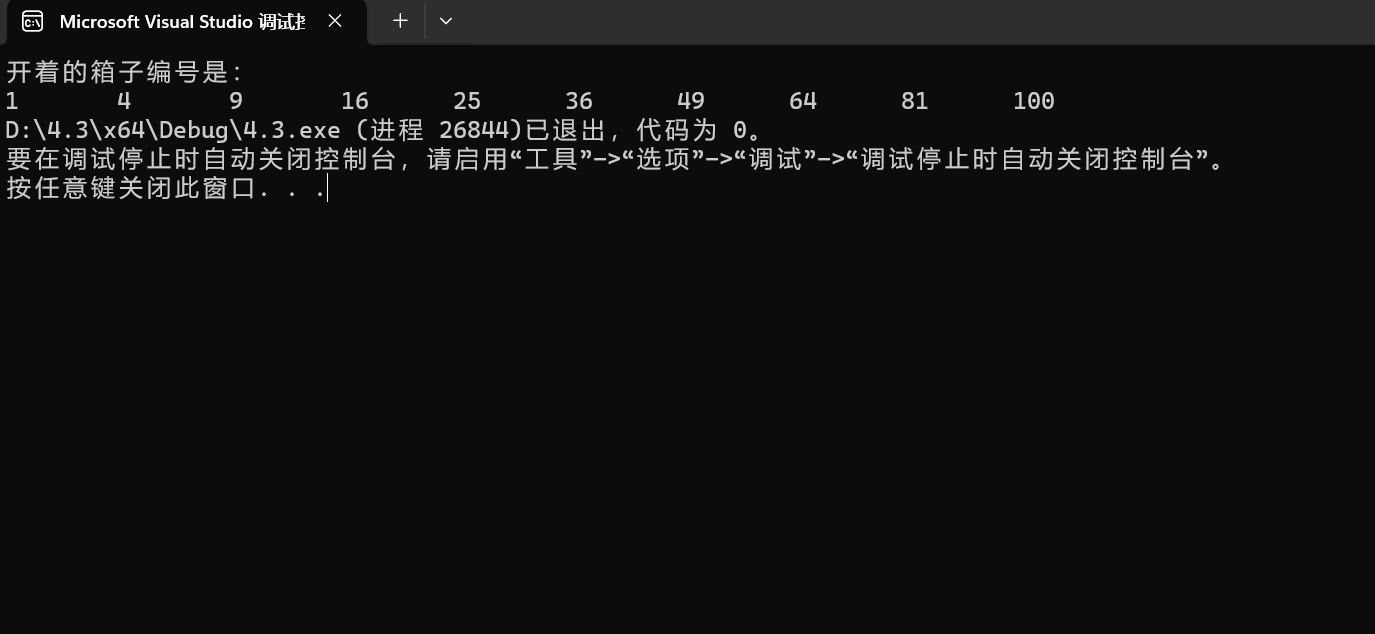 Microsoft Visual Studio 调试
开着的箱子编号是：
1 4 9 16 25 36 49 64 81 100
D:\4.3\x64\Debug\4.3.exe (进程 26844)已退出，代码为 0。
要在调试停止时自动关闭控制台，请启用“工具”->“选项”->“调试”->“调试停止时自动关闭控制台”。
按任意键关闭此窗口. . .